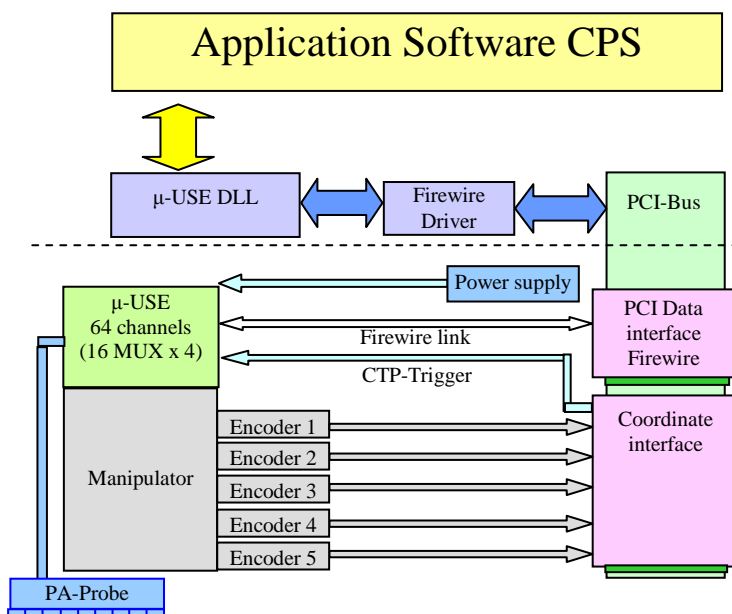 Application Software CPS
μ-USE DLL
Firewire
Driver
PCI-Bus
Power supply
μ-USE
64 channels
(16 MUX x 4)
Firewire link
PCI Data
interface
Firewire
CTP-Trigger
Coordinate
interface
Manipulator
Encoder 1
Encoder 2
Encoder 3
Encoder 4
Encoder 5
PA-Probe